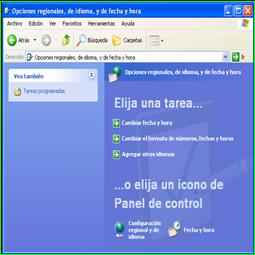 Opciones regionales, de idioma, y de fecha y hora
Archivo Edición Ver Favoritos Herramientas Ayuda
Atrás Búsqueda Carpetas
Dirección Opciones regionales, de idioma, y de fecha y hora Ir
Vea también
Tareas programadas
Opciones regionales, de idioma, y de fecha y hora
Elija una tarea...
Cambiar fecha y hora
Cambiar el formato de números, fechas y horas
Agregar otros idiomas
...o elija un icono de
Panel de control
Configuración
regional y de
idioma
Fecha y hora